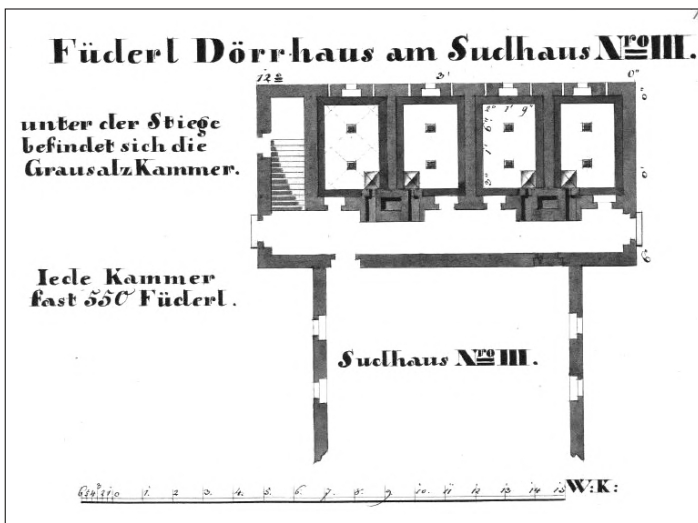 Füderl Dörrhaus am Sudhaus Nro III.
unter der Stiege
befindet sich die
Grausalz Kammer.
Iede Kammer
fast 550 Füderl.
Sudhaus Nro III.
0. 1. 2 3. 4. 5. 6. 7. 8. 9 10. 11 12 13 14 15 W: K: